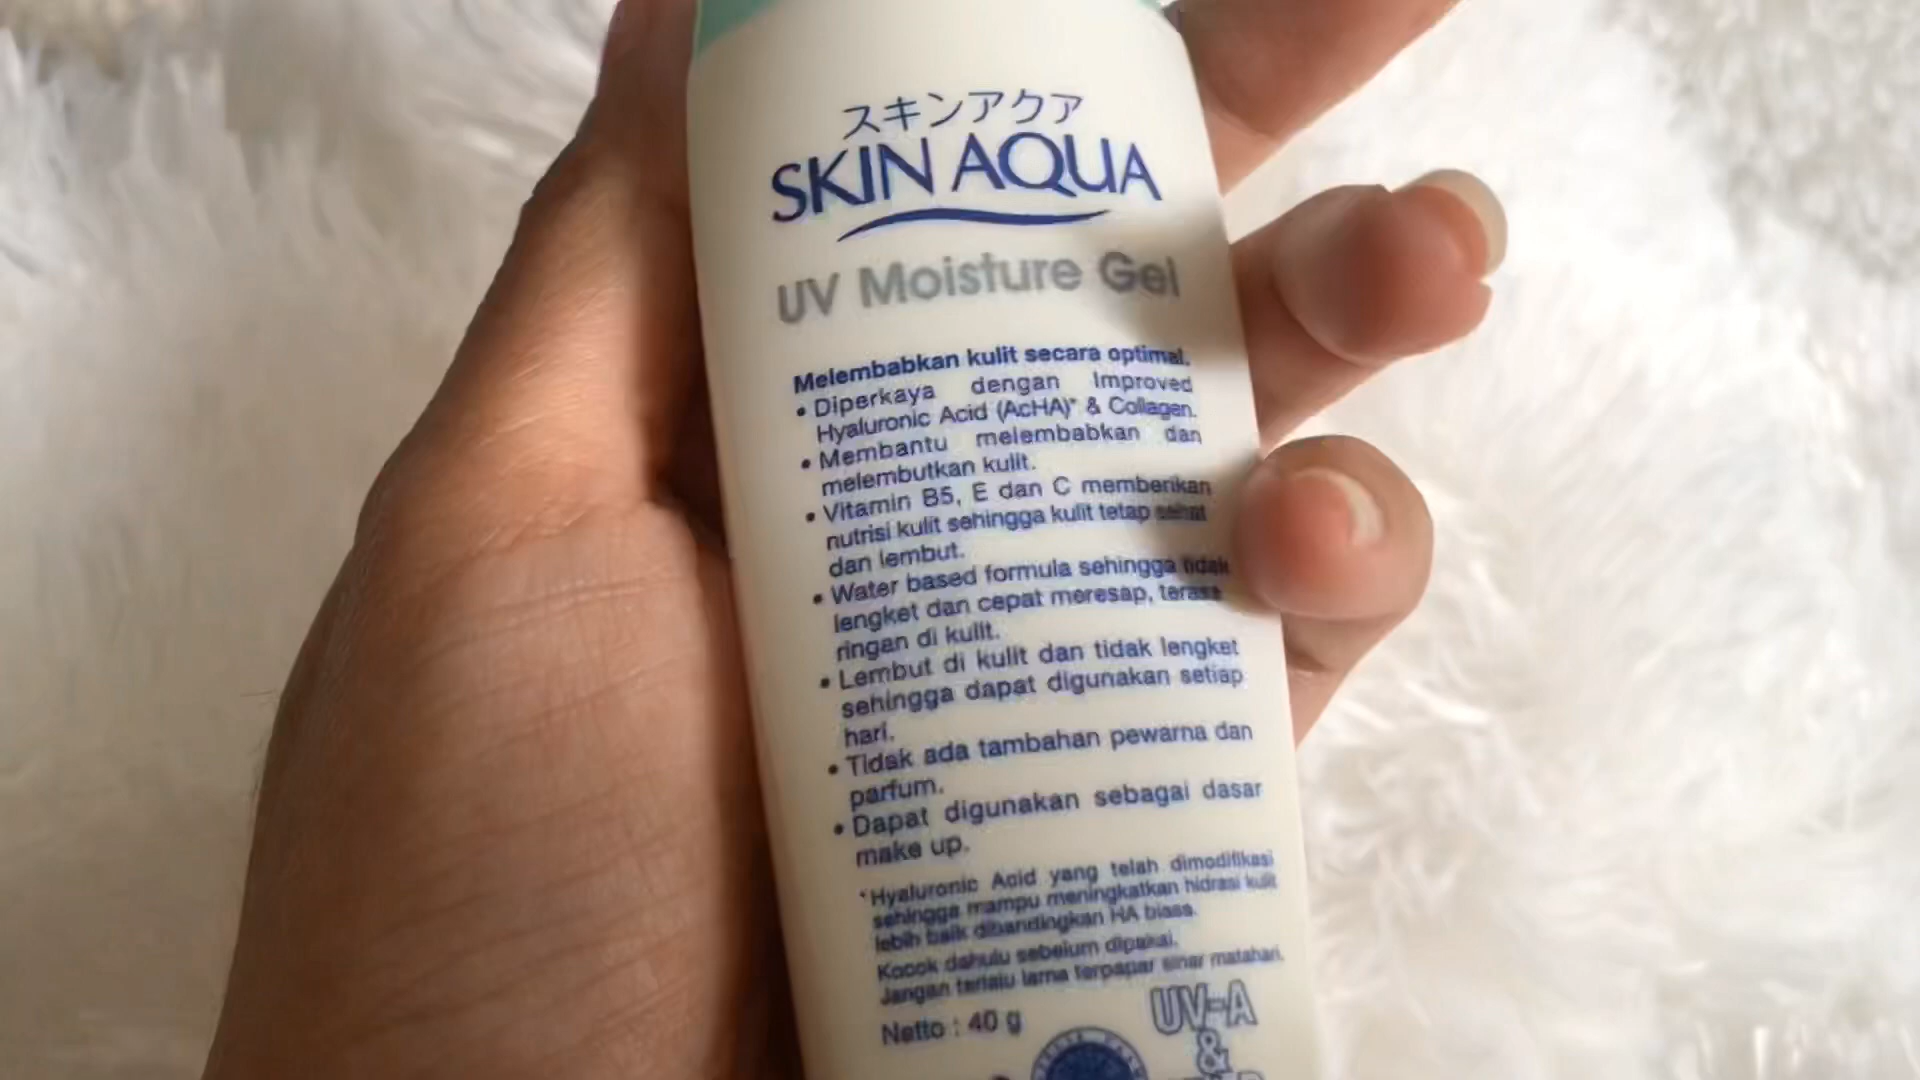 スキンアクア
SKIN AQUA
UV Moisture Gel
Melembabkan kulit secara optimal.
• Diperkaya dengan Improved
Hyaluronic Acid (AcHA)* & Collagen.
• Membantu melembabkan dan
melembutkan kulit.
• Vitamin B5, E dan C memberikan
nutrisi kulit sehingga kulit tetap sehat
dan lembut.
• Water based formula sehingga tidak
lengket dan cepat meresap, terasa
ringan di kulit.
• Lembut di kulit dan tidak lengket
sehingga dapat digunakan setiap
hari.
• Tidak ada tambahan pewarna dan
parfum.
• Dapat digunakan sebagai dasar
make up.
*Hyaluronic Acid yang telah dimodifikasi
sehingga mampu meningkatkan hidrasi kulit
lebih baik dibandingkan HA biasa.
Kocok dahulu sebelum dipakai.
Jangan terlalu lama terpapar sinar matahari.
Netto : 40 g
UV-A
&